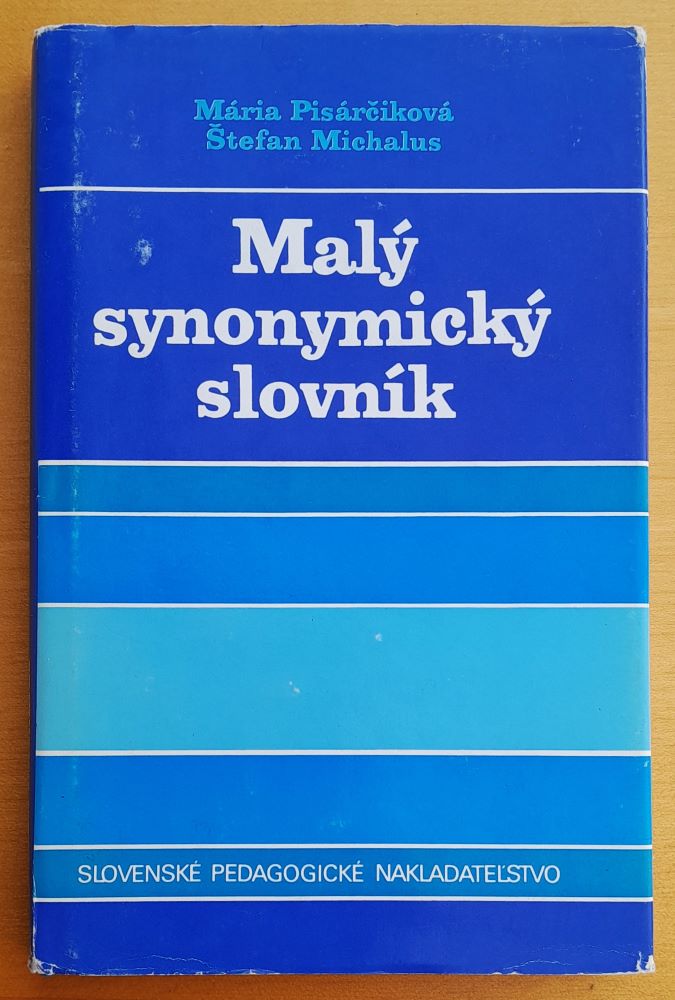 Mária Pisárčiková
Štefan Michalus
Malý
synonymický
slovník
SLOVENSKÉ PEDAGOGICKÉ NAKLADATEĽSTVO